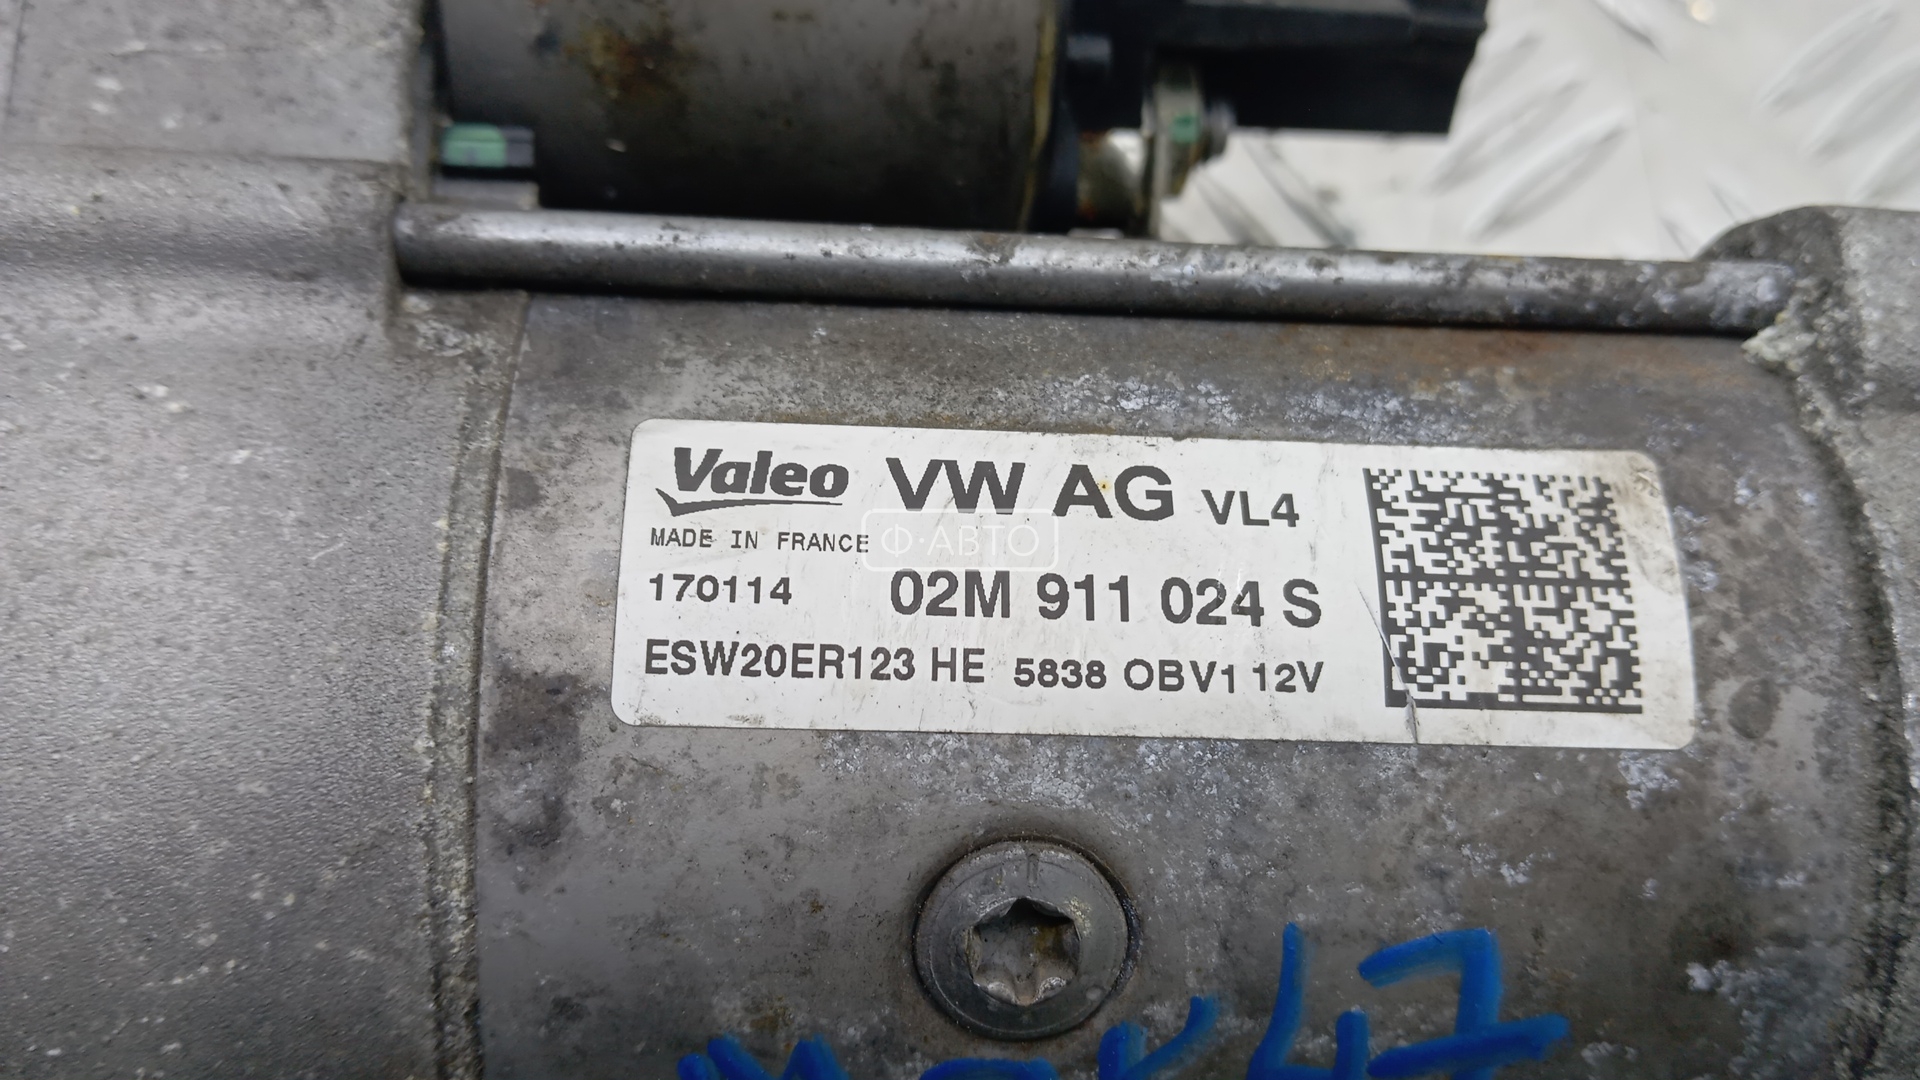 Valeo VW AG VL4
MADE IN FRANCE
Ф·АВТО
170114 02M 911 024 S
ESW20ER123 HE 5838 OBV1 12V